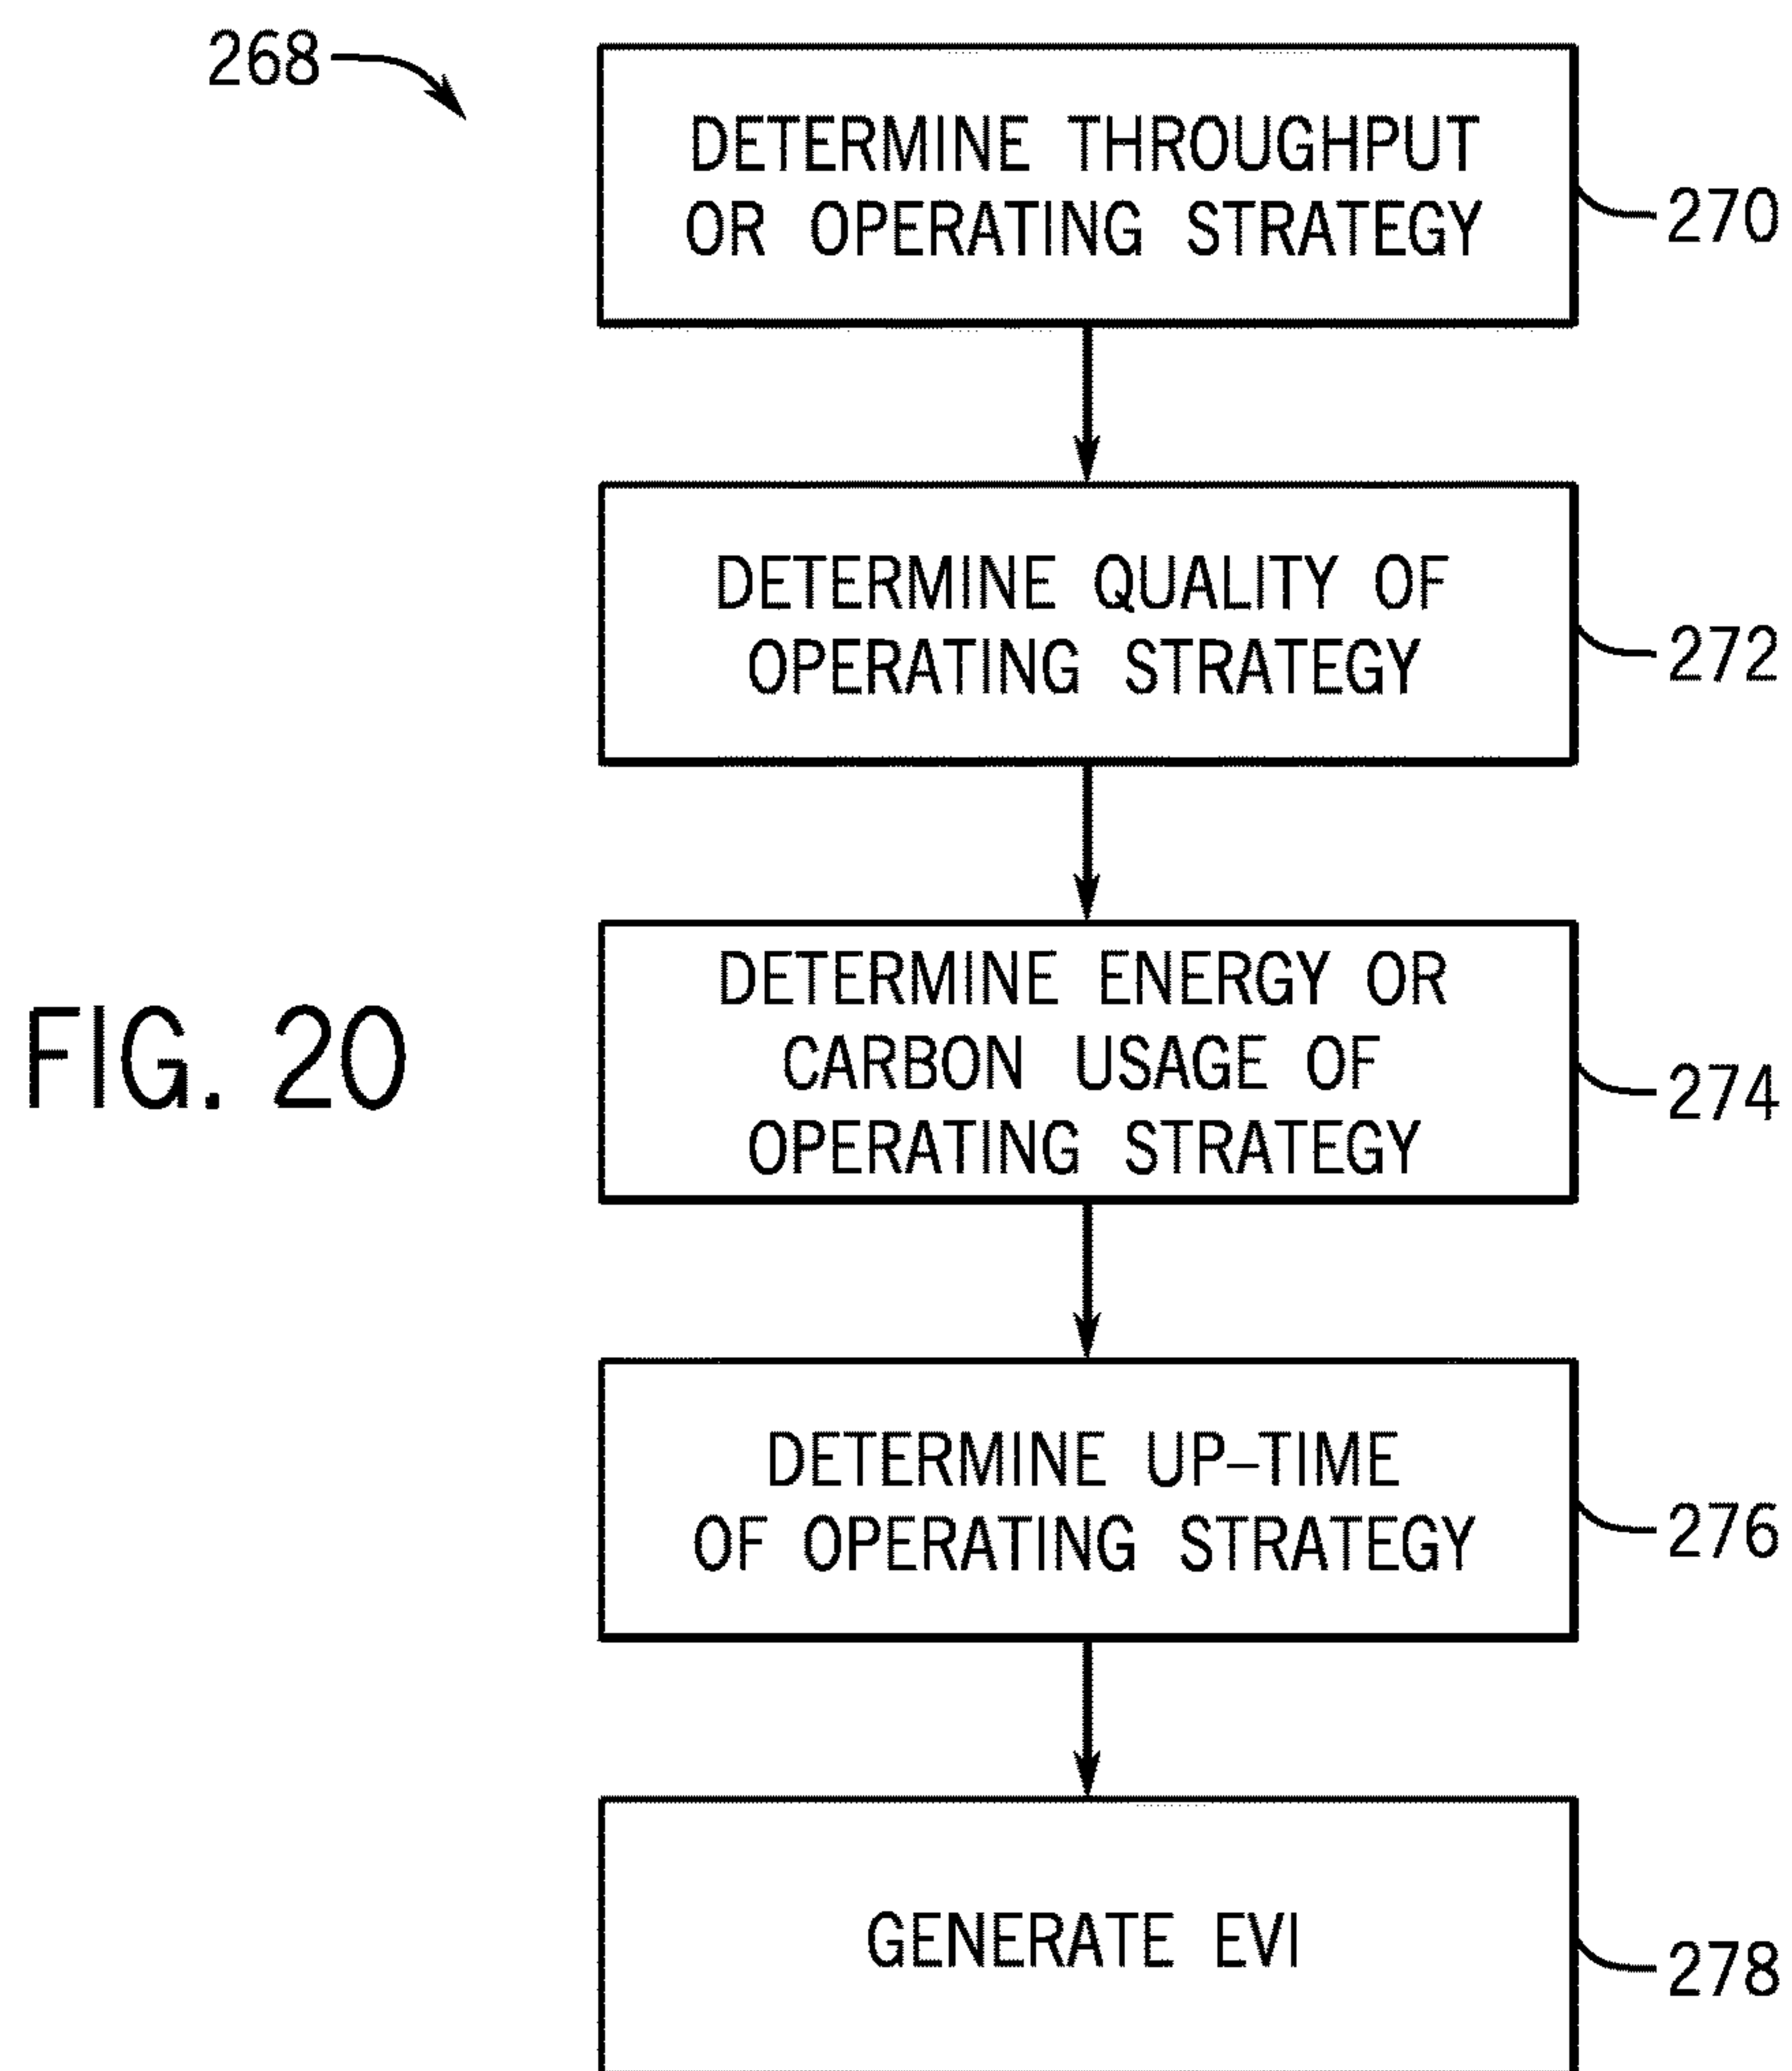 268
DETERMINE THROUGHPUT
OR OPERATING STRATEGY
270
DETERMINE QUALITY OF
OPERATING STRATEGY
272
DETERMINE ENERGY OR
CARBON USAGE OF
OPERATING STRATEGY
274
FIG. 20
DETERMINE UP–TIME
OF OPERATING STRATEGY
276
GENERATE EVI
278